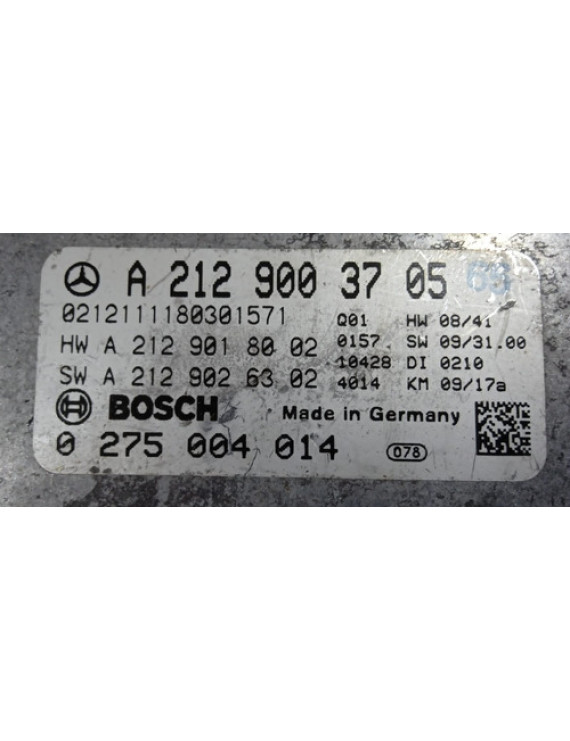 A 212 900 37 05
0212111180301571 Q01 HW 08/41
HW A 212 901 80 02 0157 SW 09/31.00
10428 DI 0210
SW A 212 902 63 02 4014 KM 09/17a
BOSCH Made in Germany
0 275 004 014 078